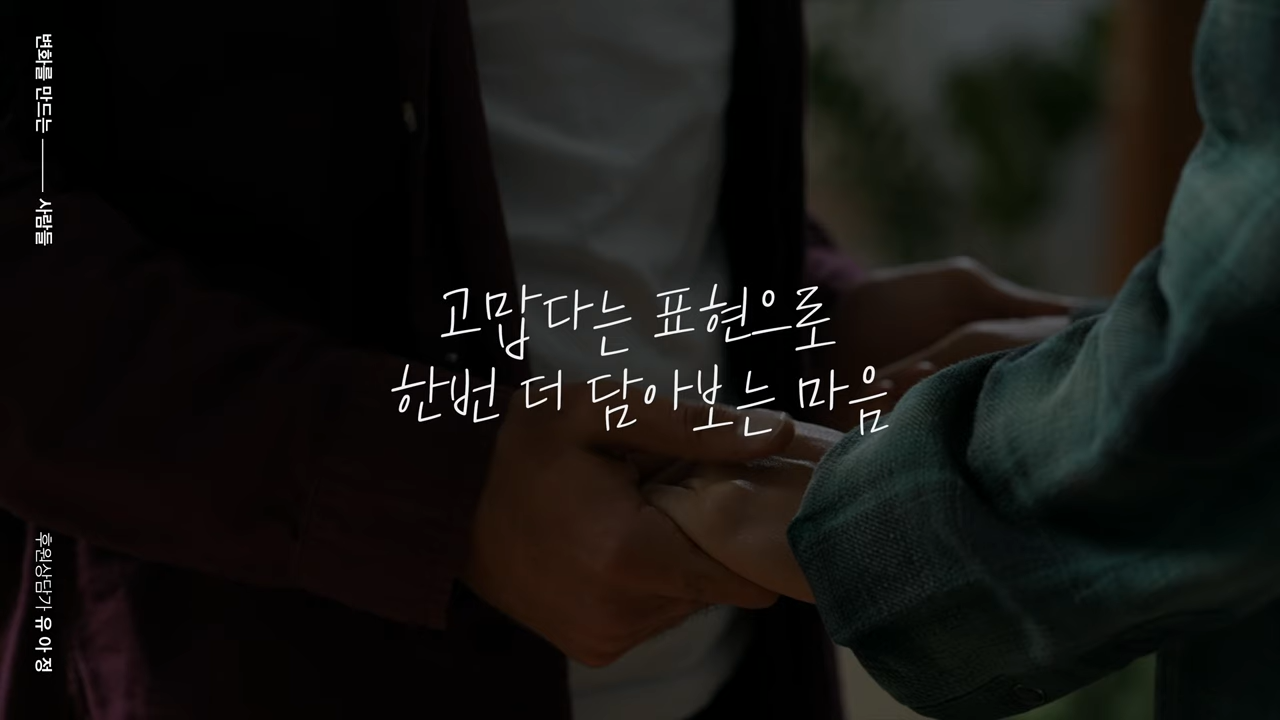 변화를 만드는 사람들
고맙다는 표현으로
한번 더 담아보는 마음
후원상담가 유아정